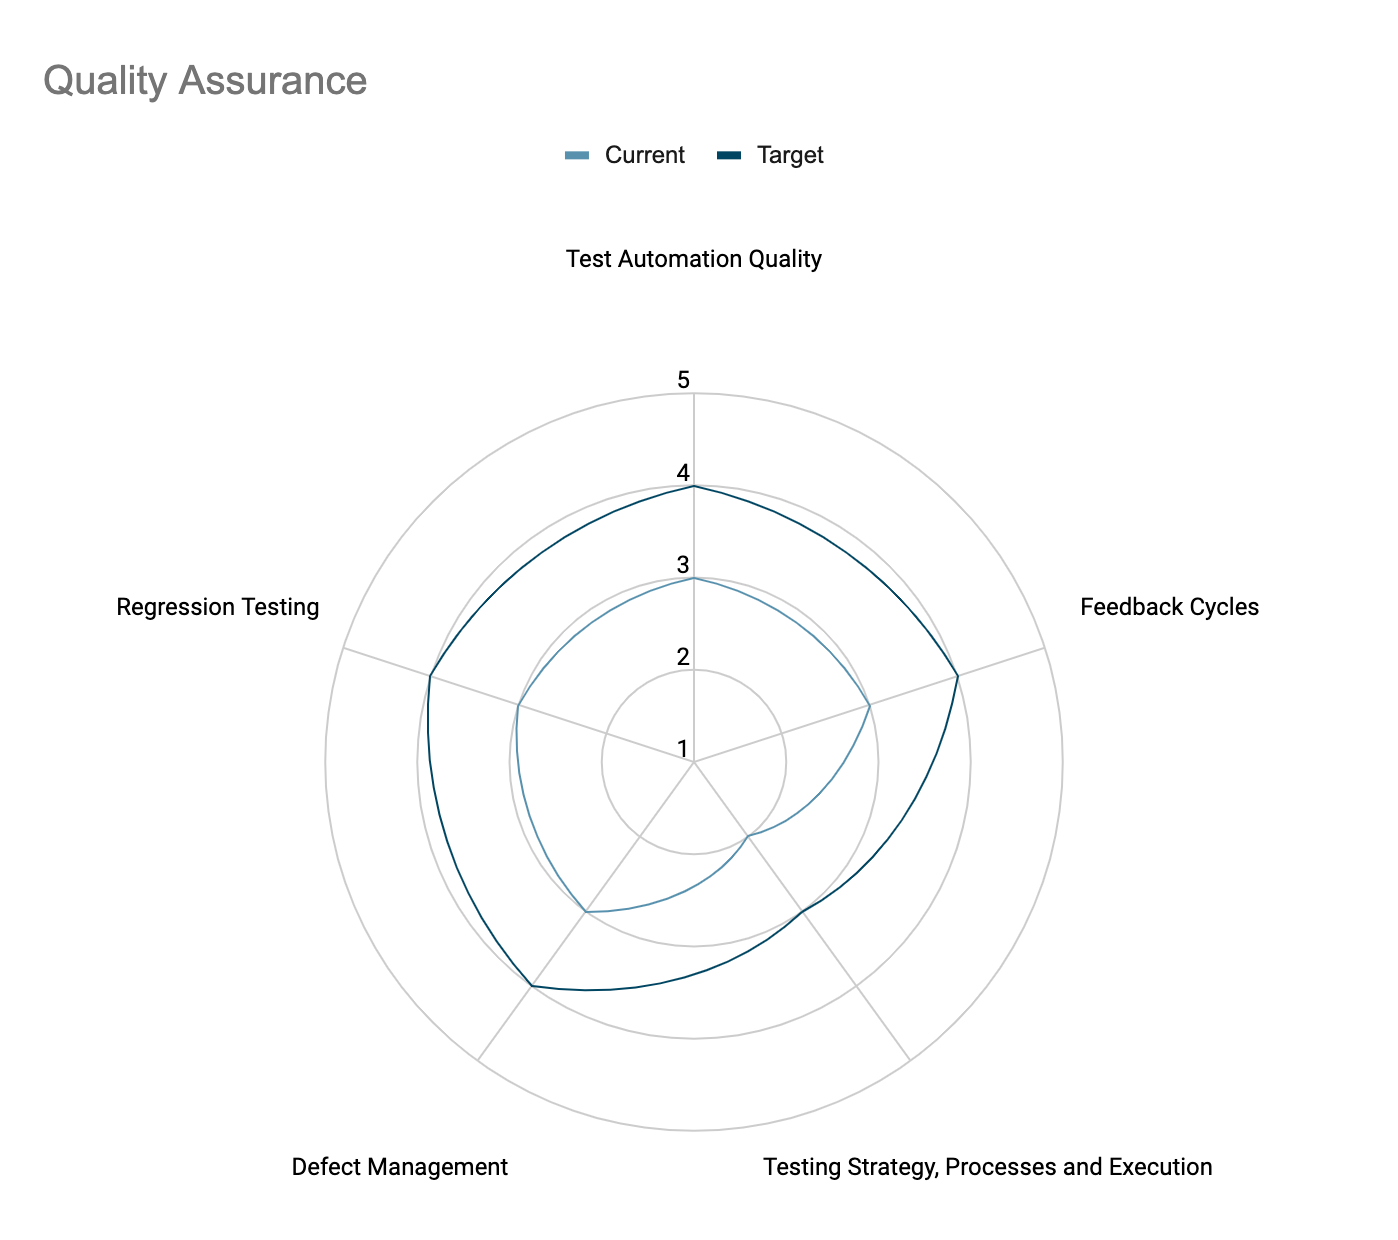 Quality Assurance
Current Target
Test Automation Quality
5
4
3
2
1
Regression Testing
Feedback Cycles
Defect Management
Testing Strategy, Processes and Execution